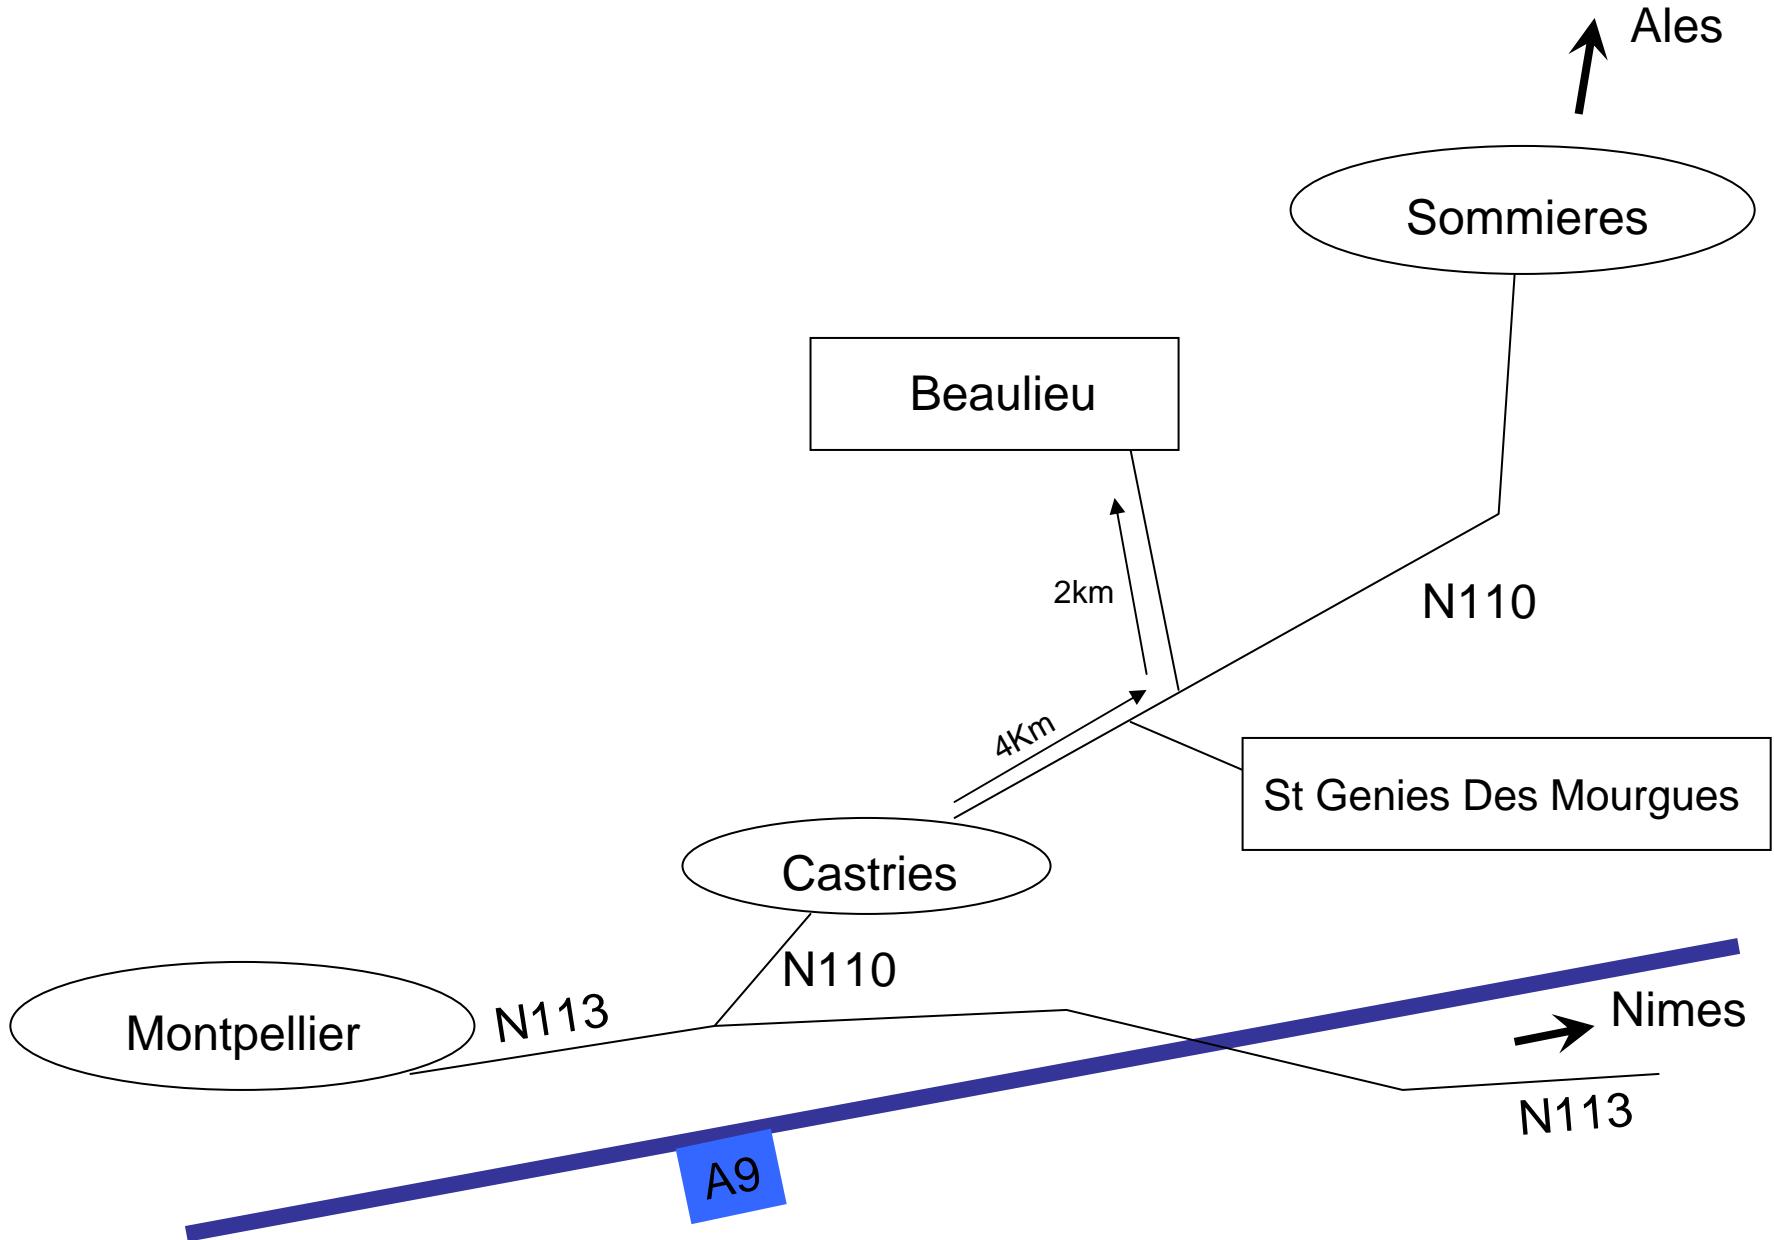 Ales
Sommieres
Beaulieu
2km
N110
4Km
St Genies Des Mourgues
Castries
N110
N113
Montpellier
Nimes
N113
A9